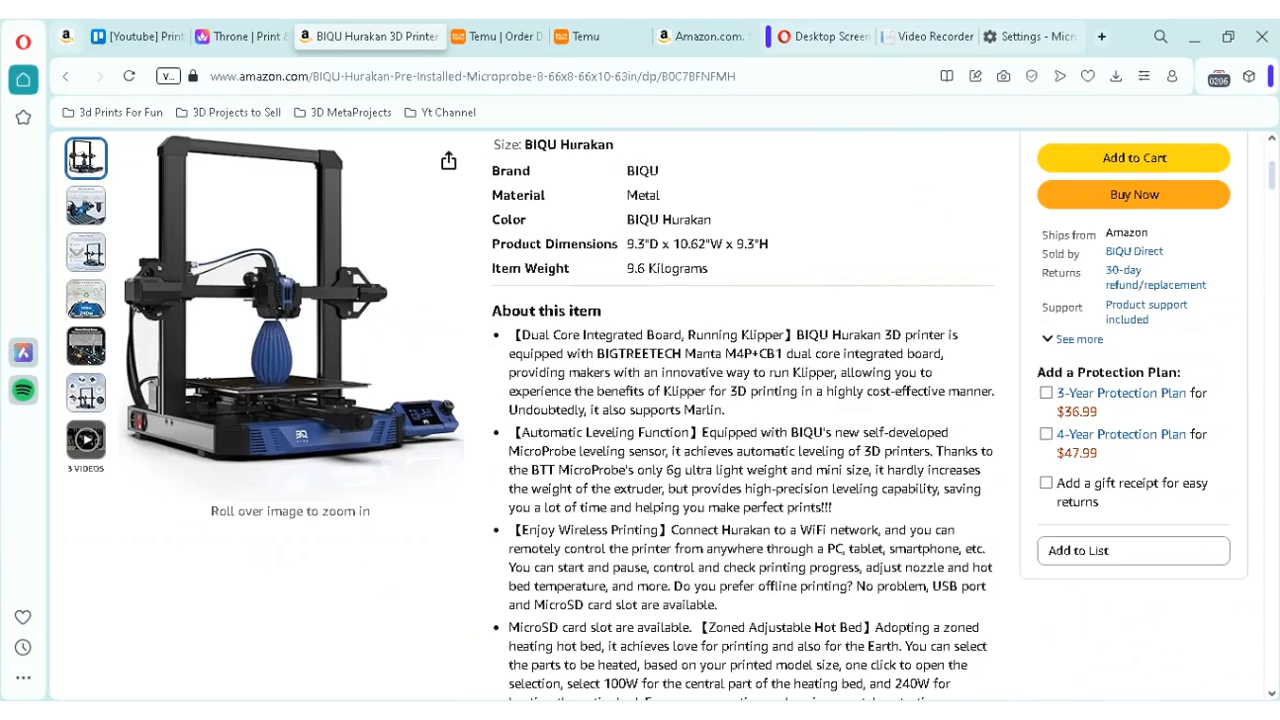 [Youtube] Print
Throne | Print &
BIQU Hurakan 3D Printer
Temu | Order D
Temu
Amazon.com. S
Desktop Screen
Video Recorder
Settings - Micr
V...
www.amazon.com/BIQU-Hurakan-Pre-Installed-Microprobe-8-66x8-66x10-63in/dp/B0C7BFNFMH
0206
3d Prints For Fun
3D Projects to Sell
3D MetaProjects
Yt Channel
3 VIDEOS
Roll over image to zoom in
Size: BIQU Hurakan
Brand BIQU
Material Metal
Color BIQU Hurakan
Product Dimensions 9.3"D x 10.62"W x 9.3"H
Item Weight 9.6 Kilograms
About this item
• 【Dual Core Integrated Board, Running Klipper】BIQU Hurakan 3D printer is
equipped with BIGTREETECH Manta M4P+CB1 dual core integrated board,
providing makers with an innovative way to run Klipper, allowing you to
experience the benefits of Klipper for 3D printing in a highly cost-effective manner.
Undoubtedly, it also supports Marlin.
• 【Automatic Leveling Function】Equipped with BIQU's new self-developed
MicroProbe leveling sensor, it achieves automatic leveling of 3D printers. Thanks to
the BTT MicroProbe's only 6g ultra light weight and mini size, it hardly increases
the weight of the extruder, but provides high-precision leveling capability, saving
you a lot of time and helping you make perfect prints!!!
• 【Enjoy Wireless Printing】Connect Hurakan to a WiFi network, and you can
remotely control the printer from anywhere through a PC, tablet, smartphone, etc.
You can start and pause, control and check printing progress, adjust nozzle and hot
bed temperature, and more. Do you prefer offline printing? No problem, USB port
and MicroSD card slot are available.
• MicroSD card slot are available. 【Zoned Adjustable Hot Bed】Adopting a zoned
heating hot bed, it achieves love for printing and also for the Earth. You can select
the parts to be heated, based on your printed model size, one click to open the
selection, select 100W for the central part of the heating bed, and 240W for
Add to Cart
Buy Now
Ships from Amazon
Sold by BIQU Direct
Returns 30-day
refund/replacement
Support Product support
included
See more
Add a Protection Plan:
3-Year Protection Plan for
$36.99
4-Year Protection Plan for
$47.99
Add a gift receipt for easy
returns
Add to List